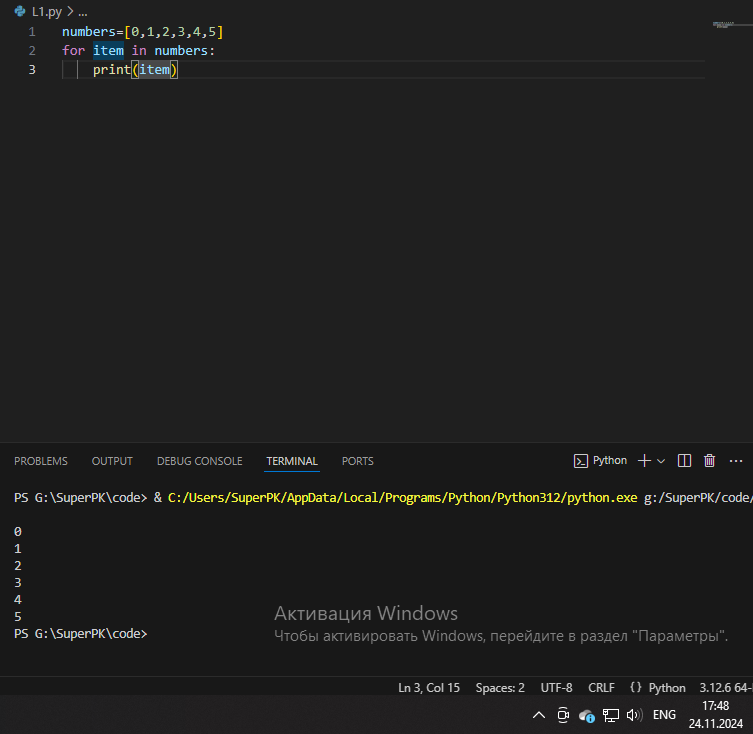 L1.py > ...
1 numbers=[0,1,2,3,4,5]
2 for item in numbers:
3 print(item)
PROBLEMS OUTPUT DEBUG CONSOLE TERMINAL PORTS Python
PS G:\SuperPK\code> & C:/Users/SuperPK/AppData/Local/Programs/Python/Python312/python.exe g:/SuperPK/code/
0
1
2
3
4
5
PS G:\SuperPK\code>
Активация Windows
Чтобы активировать Windows, перейдите в раздел "Параметры".
Ln 3, Col 15 Spaces: 2 UTF-8 CRLF {} Python 3.12.6 64-
ENG 17:48
24.11.2024